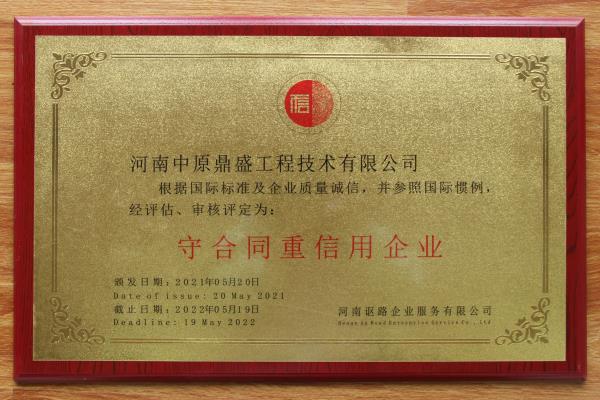 信
河南中原鼎盛工程技术有限公司
根据国际标准及企业质量诚信，并参照国际惯例，
经评估、审核评定为：
守合同重信用企业
颁发日期：2021年05月20日
Date of issue: 20 May 2021
截止日期：2022年05月19日
Deadline: 19 May 2022
河南讴路企业服务有限公司
Enterprise Service Co., Ltd